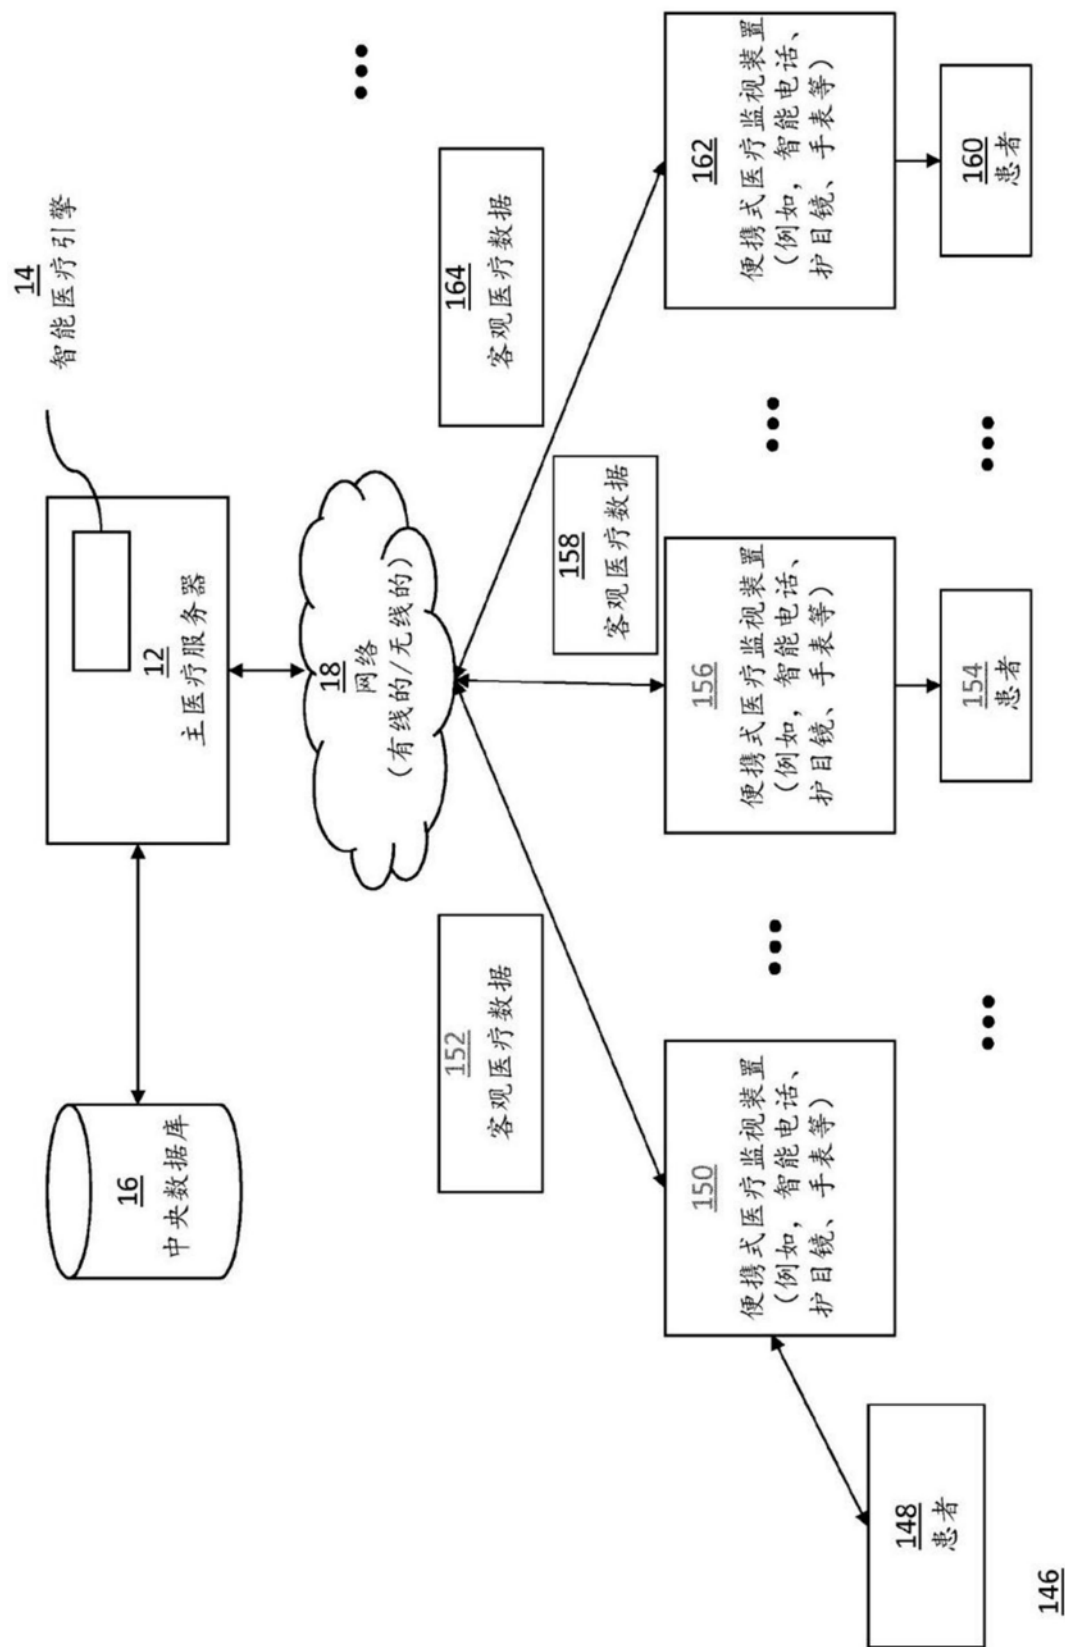 14
智能医疗引擎
12
主医疗服务器
16
中央数据库
18
网络
(有线的/无线的)
152
客观医疗数据
158
客观医疗数据
164
客观医疗数据
150
便携式医疗监视装置
(例如，智能电话、
护目镜、手表等)
156
便携式医疗监视装置
(例如，智能电话、
护目镜、手表等)
162
便携式医疗监视装置
(例如，智能电话、
护目镜、手表等)
148
患者
154
患者
160
患者
146